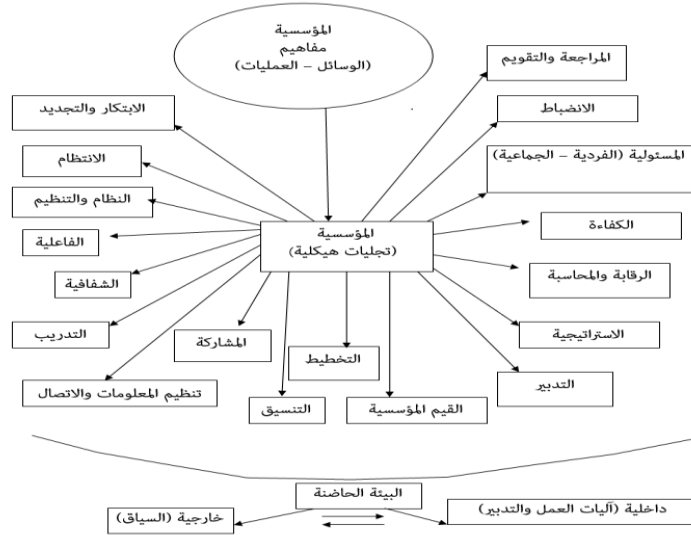 المؤسسية
مفاهيم
(الوسائل – العمليات)
المراجعة والتقويم
الابتكار والتجديد
الانضباط
الانتظام
المسئولية (الفردية – الجماعية)
النظام والتنظيم
الكفاءة
المؤسسية
(تجليات هيكلية)
الفاعلية
الرقابة والمحاسبة
الشفافية
الاستراتيجية
التدريب
المشاركة
التخطيط
التدبير
تنظيم المعلومات والاتصال
التنسيق
القيم المؤسسية
البيئة الحاضنة
داخلية (آليات العمل والتدبير)
خارجية (السياق)